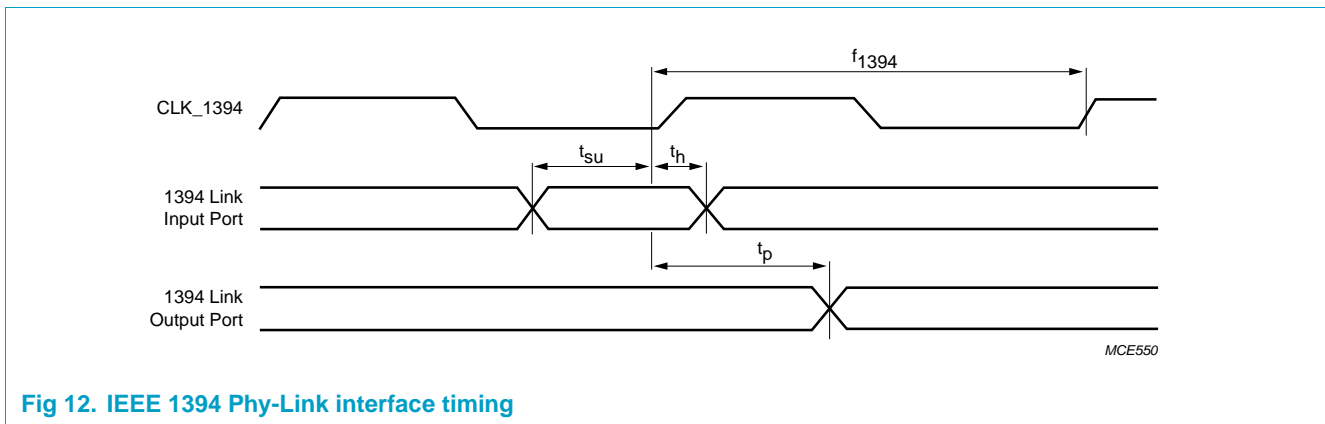 f1394
CLK_1394
tsu
th
1394 Link
Input Port
tp
1394 Link
Output Port
MCE550
Fig 12. IEEE 1394 Phy-Link interface timing